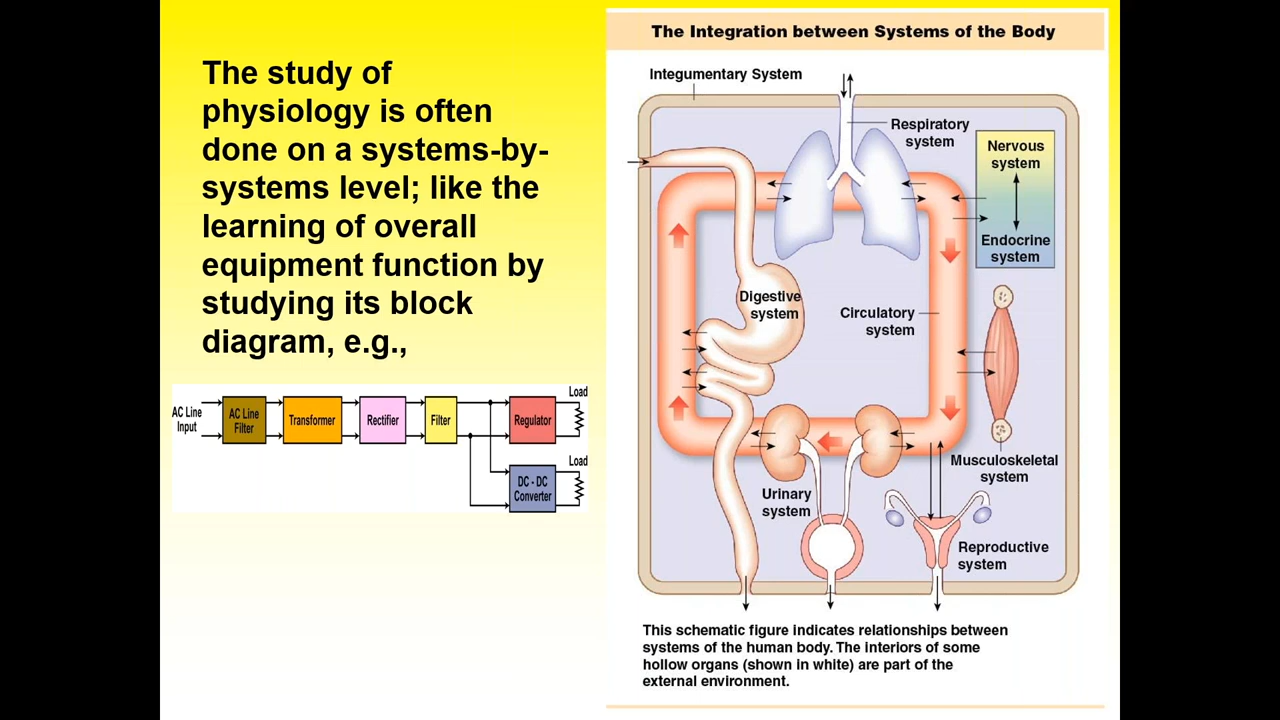 The study of
physiology is often
done on a systems-by-
systems level; like the
learning of overall
equipment function by
studying its block
diagram, e.g.,
AC Line
Input
AC Line
Filter
Transformer
Rectifier
Filter
Regulator
Load
DC - DC
Converter
Load
The Integration between Systems of the Body
Integumentary System
Respiratory
system
Nervous
system
Endocrine
system
Digestive
system
Circulatory
system
Musculoskeletal
system
Urinary
system
Reproductive
system
This schematic figure indicates relationships between
systems of the human body. The interiors of some
hollow organs (shown in white) are part of the
external environment.